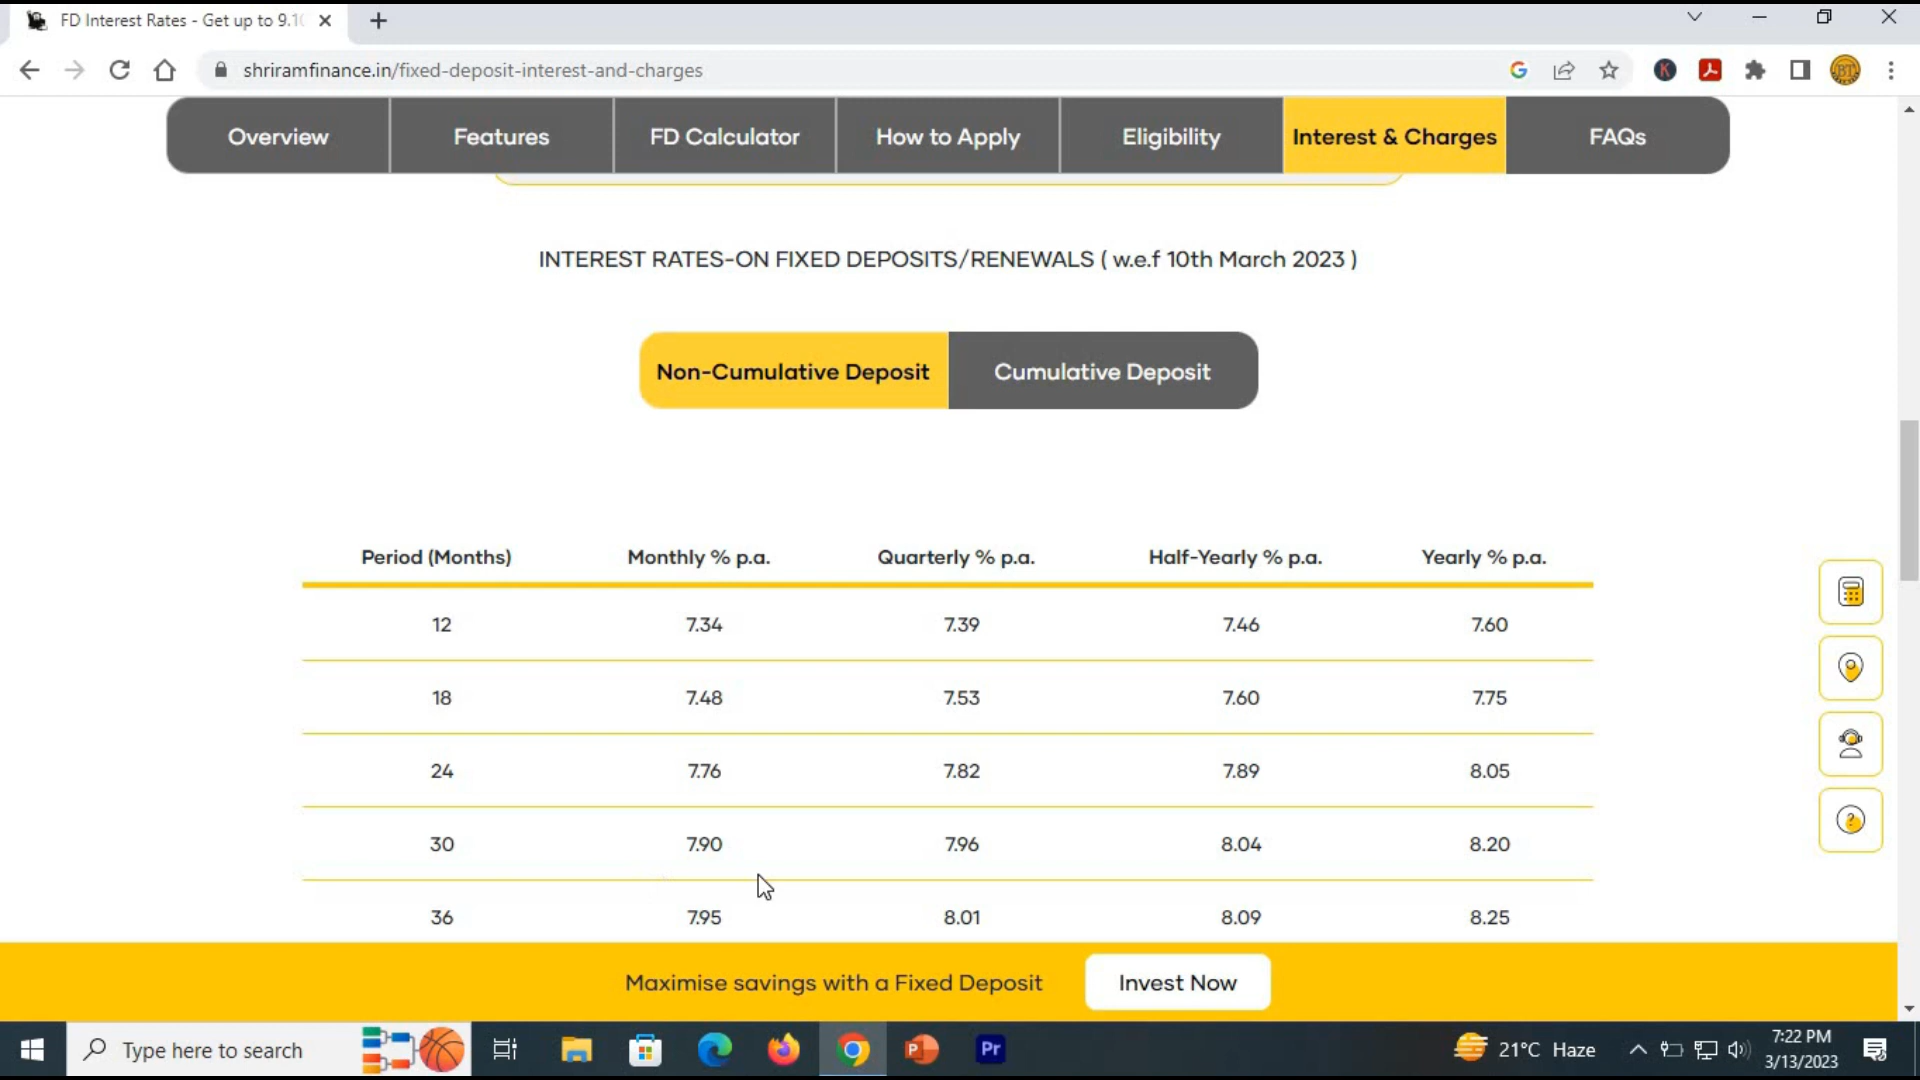 FD Interest Rates - Get up to 9.10
shriramfinance.in/fixed-deposit-interest-and-charges
Overview
Features
FD Calculator
How to Apply
Eligibility
Interest & Charges
FAQs
INTEREST RATES-ON FIXED DEPOSITS/RENEWALS ( w.e.f 10th March 2023 )
Non-Cumulative Deposit
Cumulative Deposit
Period (Months) Monthly % p.a. Quarterly % p.a. Half-Yearly % p.a. Yearly % p.a.
12 7.34 7.39 7.46 7.60
18 7.48 7.53 7.60 7.75
24 7.76 7.82 7.89 8.05
30 7.90 7.96 8.04 8.20
36 7.95 8.01 8.09 8.25
Maximise savings with a Fixed Deposit
Invest Now
Type here to search
Pr
21°C Haze
7:22 PM
3/13/2023